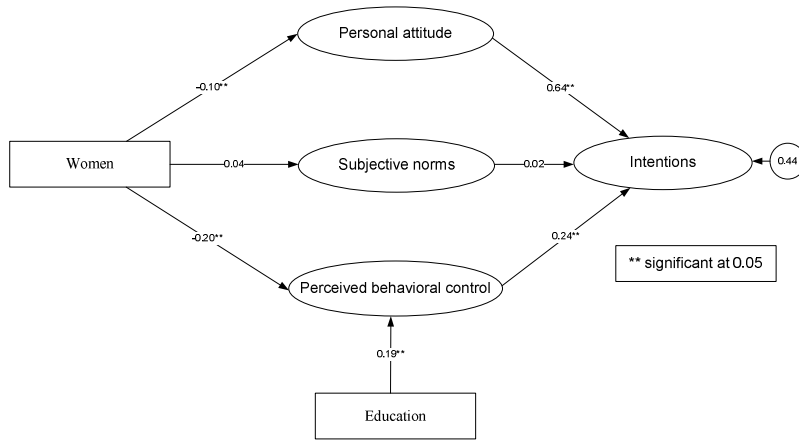 Personal attitude
-0.10**
0.64**
Women
0.04
Subjective norms
0.02
Intentions
0.44
-0.20**
0.24**
** significant at 0.05
Perceived behavioral control
0.19**
Education